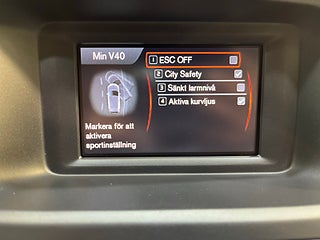 Min V40
1 ESC OFF
2 City Safety
3 Sänkt larmnivå
4 Aktiva kurvljus
Markera för att
aktivera
sportinställning